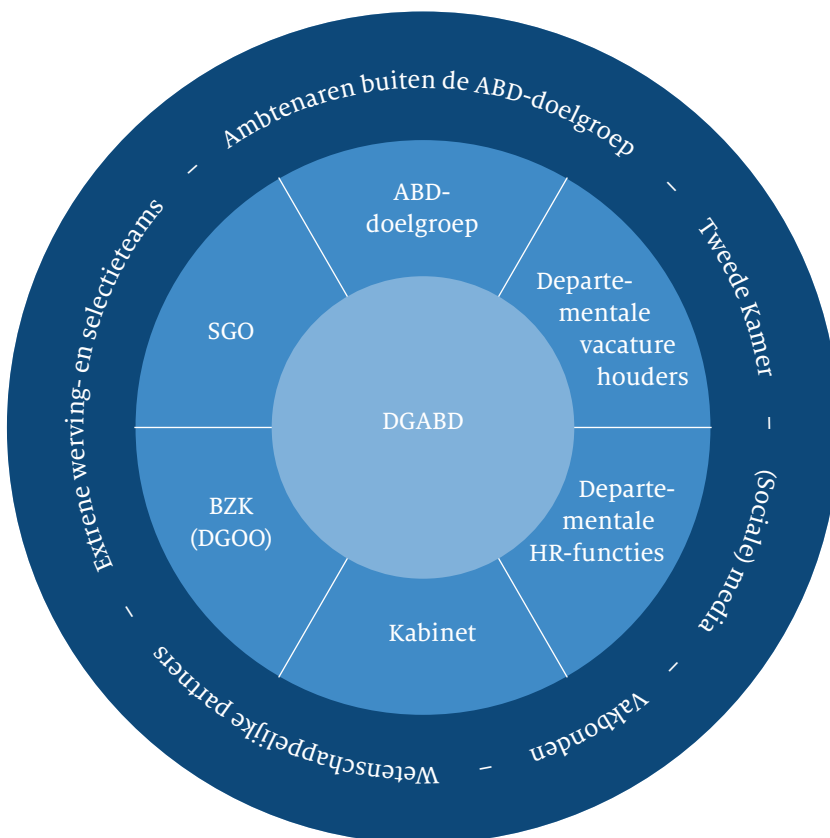 Ambtenaren buiten de ABD-doelgroep – Tweede Kamer – (Sociale) media – Vakbonden – Wetenschappelijke partners – Extrene werving- en selectieteams –
ABD-
doelgroep
Departe-
mentale
vacature
houders
Departe-
mentale
HR-functies
Kabinet
BZK
(DGOO)
SGO
DGABD